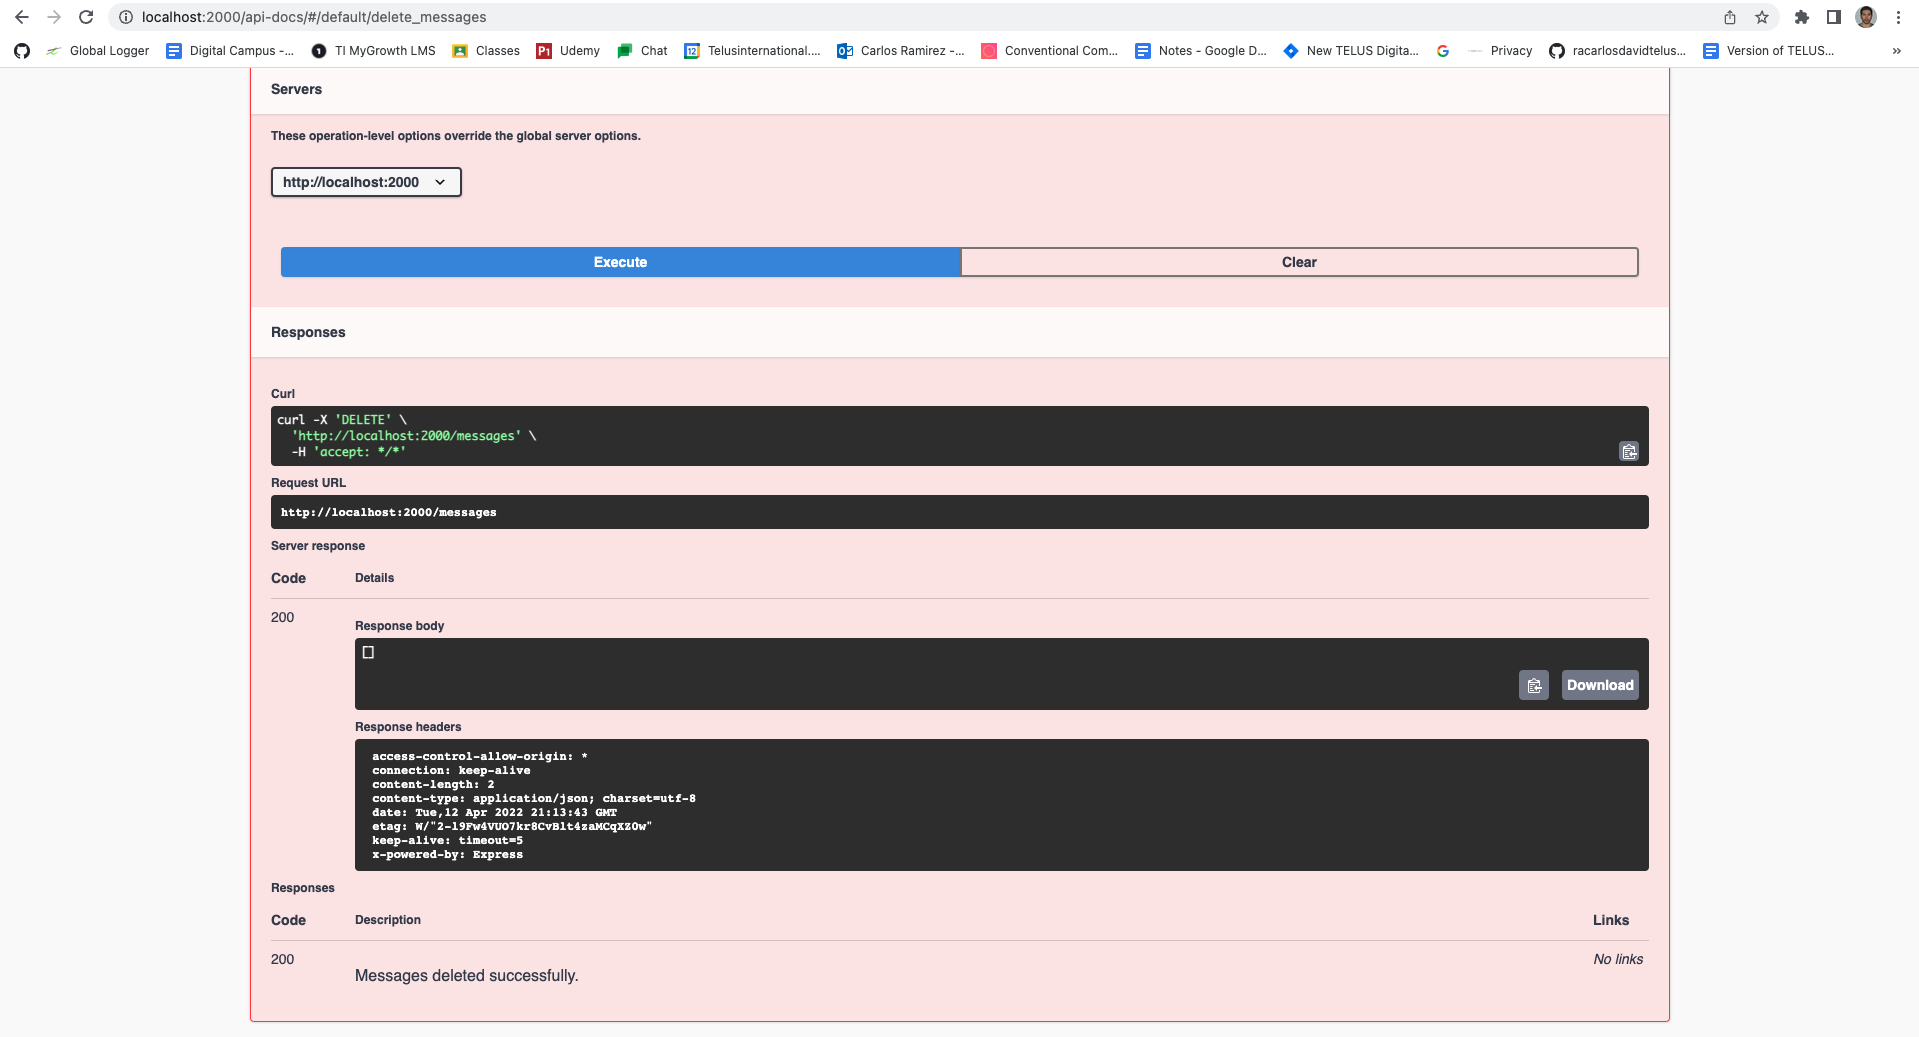 localhost:2000/api-docs/#/default/delete_messages
Global Logger
Digital Campus -...
1
TI MyGrowth LMS
Classes
P1
Udemy
Chat
12
Telusinternational....
Carlos Ramirez -...
Conventional Com...
Notes - Google D...
New TELUS Digita...
G
Privacy
racarlosdavidtelus...
Version of TELUS...
»
Servers
These operation-level options override the global server options.
http://localhost:2000
Execute
Clear
Responses
Curl
curl -X 'DELETE' \
'http://localhost:2000/messages' \
-H 'accept: */*'
Request URL
http://localhost:2000/messages
Server response
Code
Details
200
Response body
[]
Download
Response headers
access-control-allow-origin: *
connection: keep-alive
content-length: 2
content-type: application/json; charset=utf-8
date: Tue,12 Apr 2022 21:13:43 GMT
etag: W/"2-l9Fw4VUO7kr8CvBlt4zaMCqXZ0w"
keep-alive: timeout=5
x-powered-by: Express
Responses
Code
Description
Links
200
Messages deleted successfully.
No links